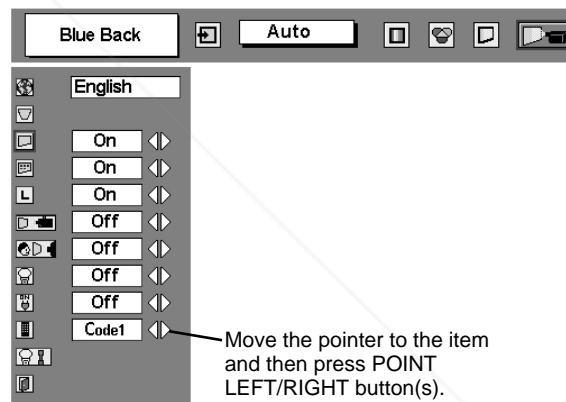 Blue Back
Auto
English
On
On
L On
Off
Off
Off
ON Off
Code1
Move the pointer to the item
and then press POINT
LEFT/RIGHT button(s).